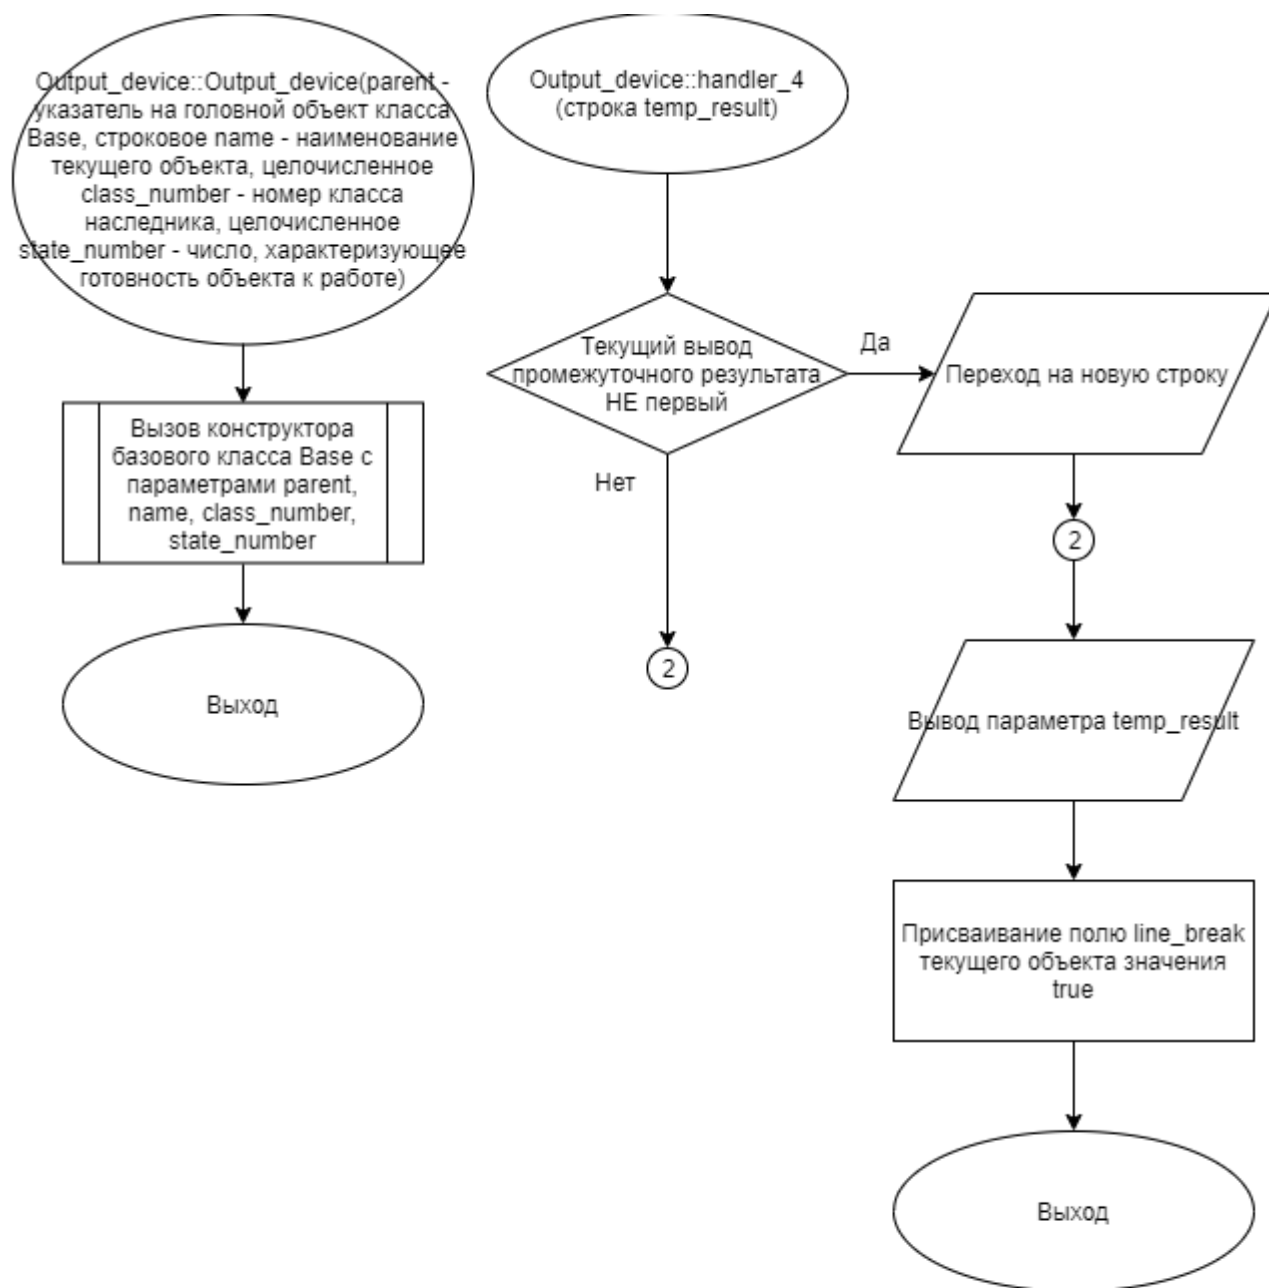 Output_device::Output_device(parent -
указатель на головной объект класса
Base, строковое name - наименование
текущего объекта, целочисленное
class_number - номер класса
наследника, целочисленное
state_number - число, характеризующее
готовность объекта к работе)
Вызов конструктора
базового класса Base с
параметрами parent,
name, class_number,
state_number
Выход
Output_device::handler_4
(строка temp_result)
Текущий вывод
промежуточного результата
НЕ первый
Да
Нет
2
Переход на новую строку
2
Вывод параметра temp_result
Присваивание полю line_break
текущего объекта значения
true
Выход